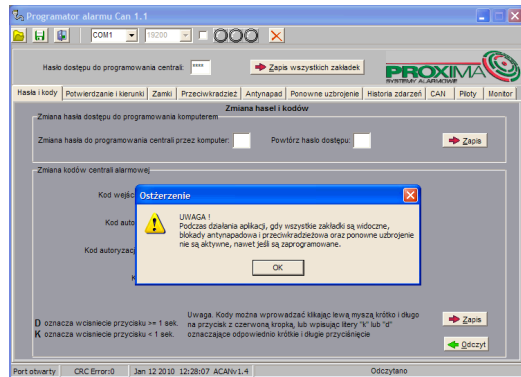 Programator alarmu Can 1.1
COM1 19200
Hasło dostępu do programowania centrali: **** Zapis wszystkich zakładek
PROXIMA
SYSTEMY ALARMOWE
Hasła i kody Potwierdzanie i kierunki Zamki Przeciwkradzież Antynapad Ponowne uzbrojenie Historia zdarzeń CAN Piloty Monitor
Zmiana haseł i kodów
Zmiana hasła dostępu do programowania komputerem
Zmiana hasła dostępu do programowania centrali przez komputer: Powtórz hasło dostępu: Zapis
Zmiana kodów centrali alarmowej
Kod wejśc
Kod auto
Kod autoryzacj
K
Ostżerzenie
UWAGA !
Podczas działania aplikacji, gdy wszystkie zakładki są widoczne,
blokady antynapadowa i przeciwkradzieżowa oraz ponowne uzbrojenie
nie są aktywne, nawet jeśli są zaprogramowane.
OK
D oznacza wcisniecie przycisku >= 1 sek.
K oznacza wcisniecie przycisku < 1 sek.
Uwaga. Kody można wprowadzać klikając lewą myszą krótko i długo
na przycisk z czerwoną kropką, lub wpisując litery "k" lub "d"
oznaczające odpowiednio krótkie i długie przyciśnięcie
Zapis
Odczyt
Port otwarty CRC Error:0 Jan 12 2010 12:28:07 ACANv1.4 Odczytano